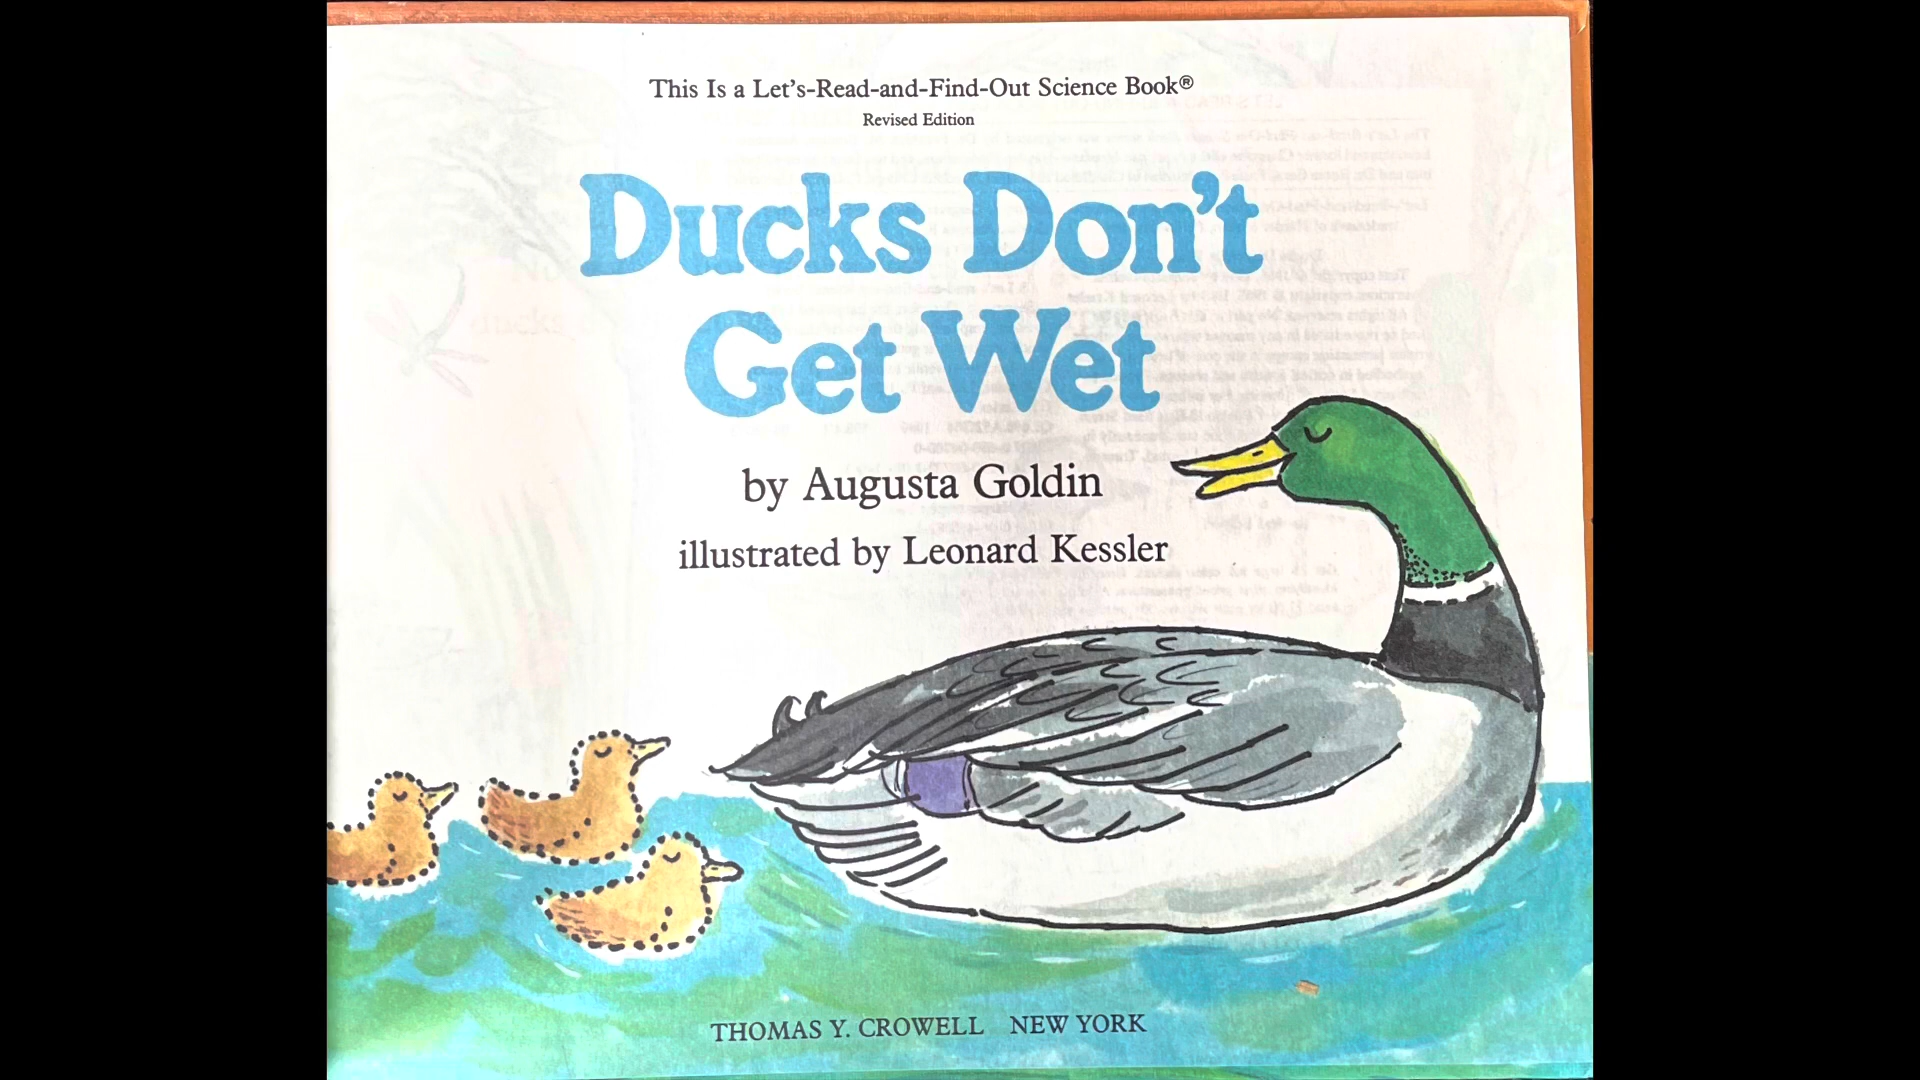 This Is a Let's-Read-and-Find-Out Science Book®
Revised Edition
Ducks Don't
Get Wet
by Augusta Goldin
illustrated by Leonard Kessler
THOMAS Y. CROWELL NEW YORK